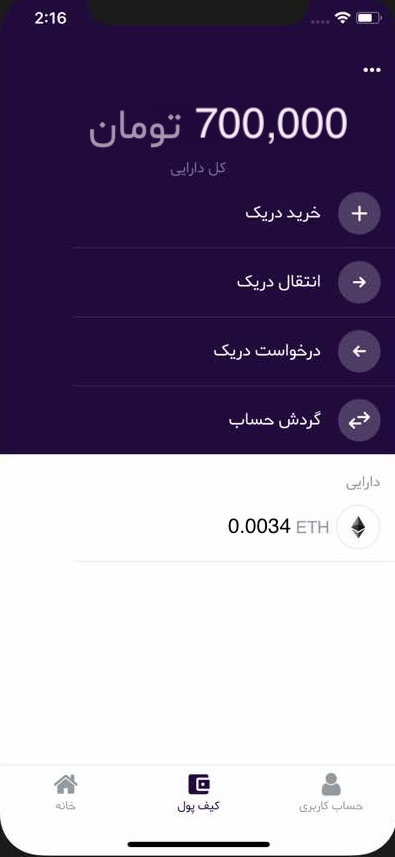 2:16
700,000 تومان
کل دارایی
خرید دریک
انتقال دریک
درخواست دریک
گردش حساب
دارایی
0.0034 ETH
حساب کاربری
کیف پول
خانه